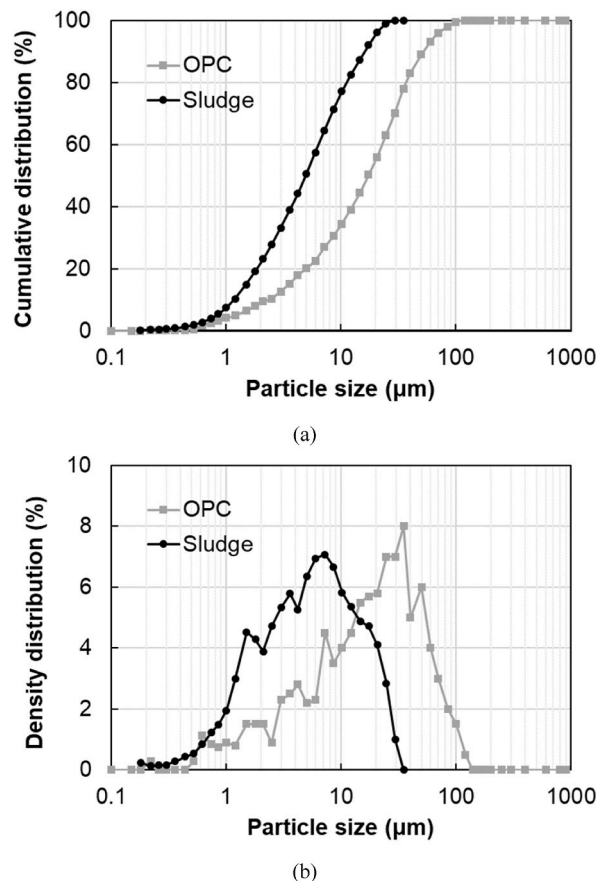 100
80
60
40
20
0
Cumulative distribution (%)
OPC
Sludge
0.1 1 10 100 1000
Particle size (µm)
(a)
10
8
6
4
2
0
Density distribution (%)
OPC
Sludge
0.1 1 10 100 1000
Particle size (µm)
(b)